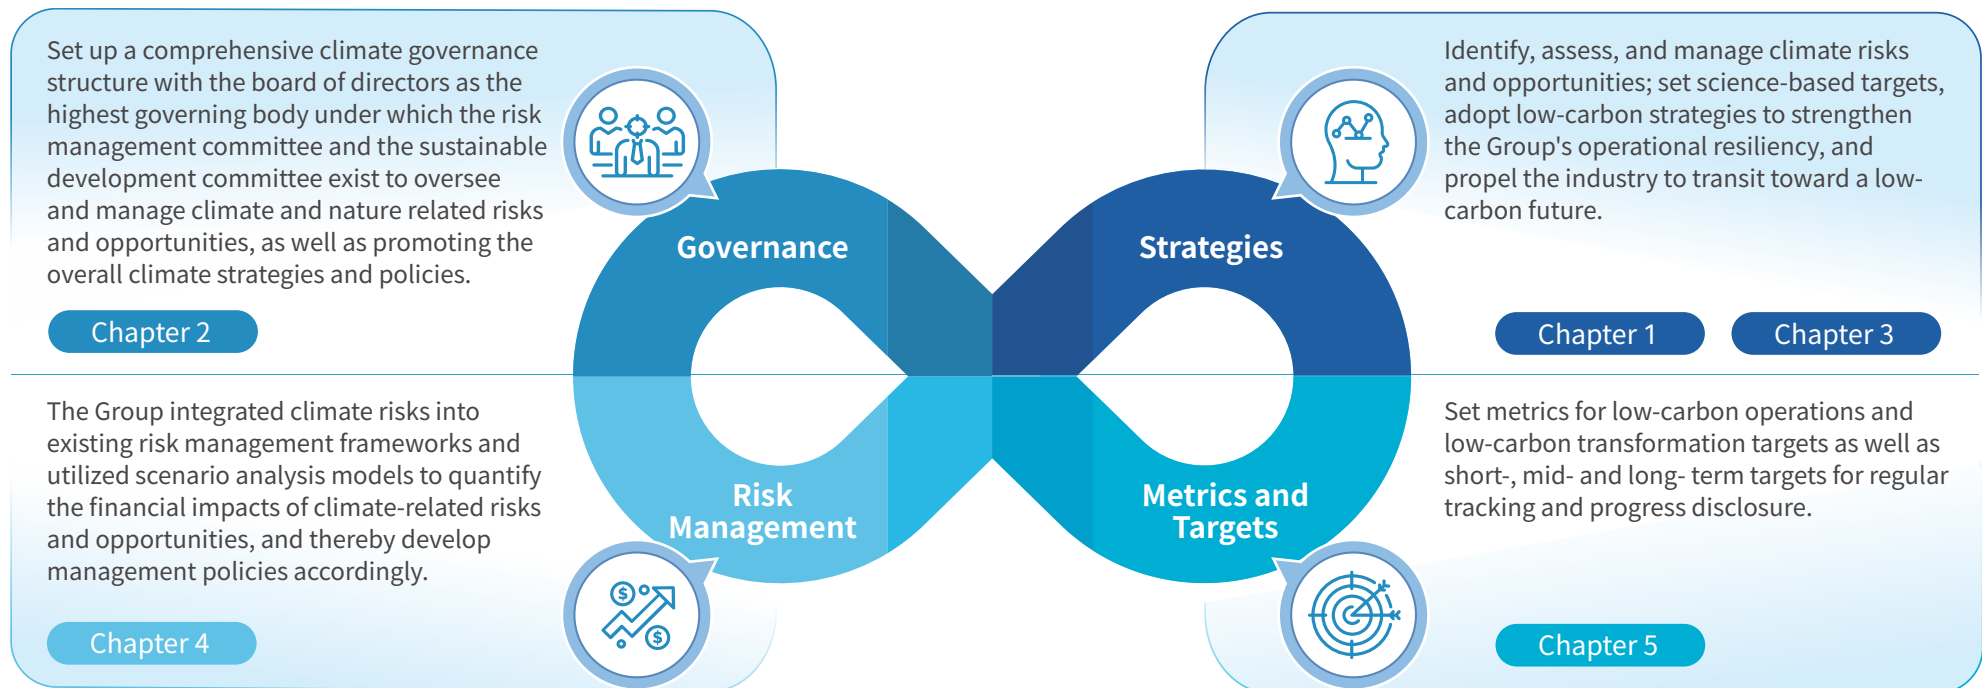 Set up a comprehensive climate governance
structure with the board of directors as the
highest governing body under which the risk
management committee and the sustainable
development committee exist to oversee
and manage climate and nature related risks
and opportunities, as well as promoting the
overall climate strategies and policies.
Chapter 2
Governance
Strategies
Identify, assess, and manage climate risks
and opportunities; set science-based targets,
adopt low-carbon strategies to strengthen
the Group's operational resiliency, and
propel the industry to transit toward a low-
carbon future.
Chapter 1
Chapter 3
The Group integrated climate risks into
existing risk management frameworks and
utilized scenario analysis models to quantify
the financial impacts of climate-related risks
and opportunities, and thereby develop
management policies accordingly.
Chapter 4
Risk
Management
$
$
Metrics and
Targets
Set metrics for low-carbon operations and
low-carbon transformation targets as well as
short-, mid- and long- term targets for regular
tracking and progress disclosure.
Chapter 5